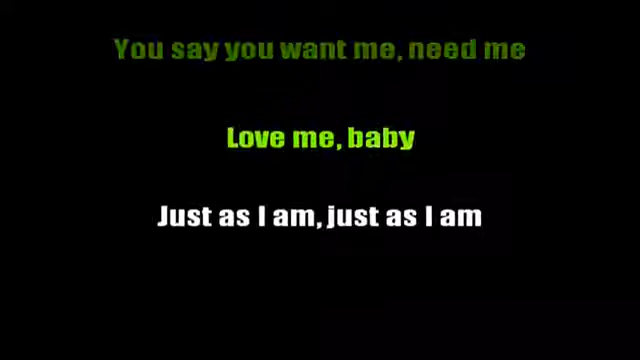 You say you want me, need me
Love me, baby
Just as I am, just as I am